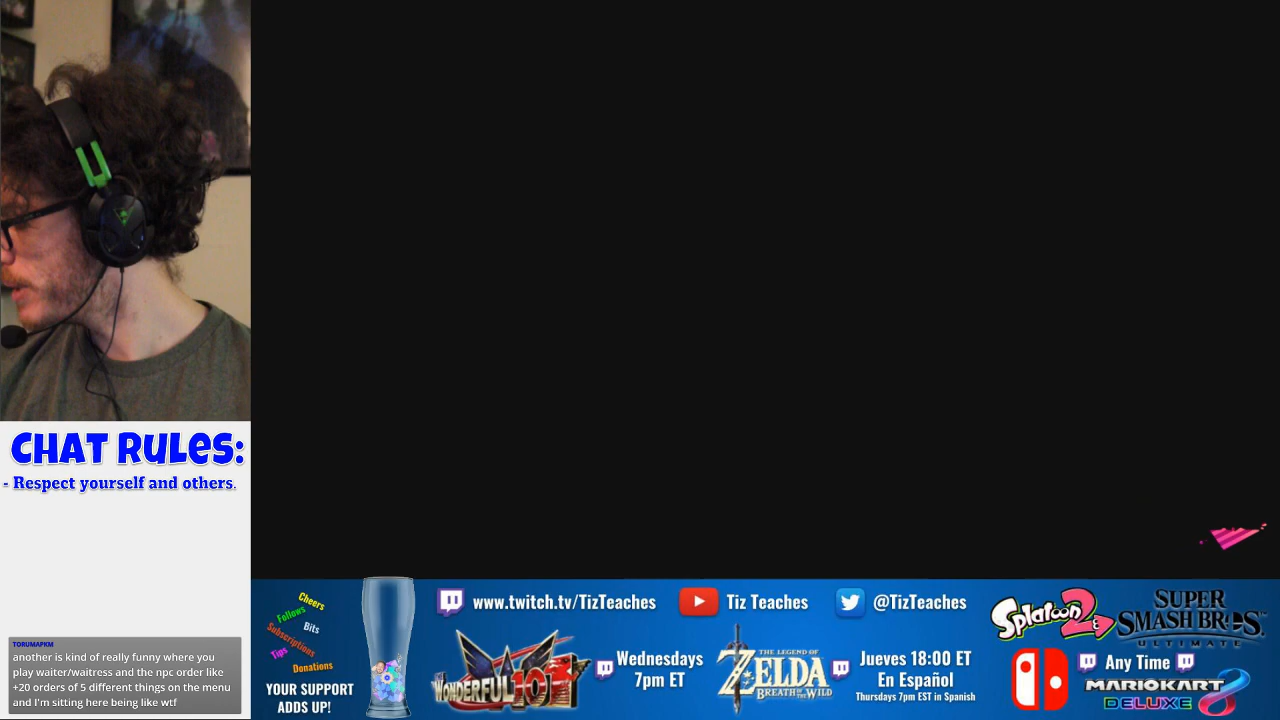 CHAT RULES:
- Respect yourself and others.
TORUMAPKM
another is kind of really funny where you
play waiter/waitress and the npc order like
+20 orders of 5 different things on the menu
and I'm sitting here being like wtf
Cheers
Follows
Bits
Subscriptions
Tips
Donations
YOUR SUPPORT
ADDS UP!
www.twitch.tv/TizTeaches
Tiz Teaches
@TizTeaches
THE WONDERFUL 101
Wednesdays
7pm ET
THE LEGEND OF
ZELDA
BREATH OF THE WILD
Jueves 18:00 ET
En Español
Thursdays 7pm EST in Spanish
Splatoon 2
&
SUPER
SMASH BROS.
ULTIMATE
Any Time
MARIOKART 8
DELUXE